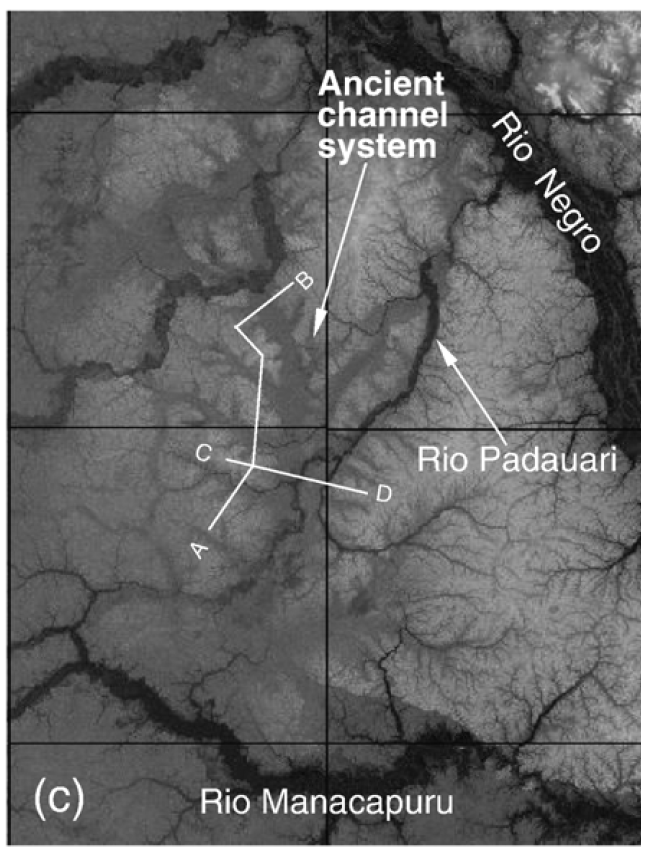 Ancient
channel
system
Rio Negro
B
Rio Padauari
C
D
A
(c)
Rio Manacapuru